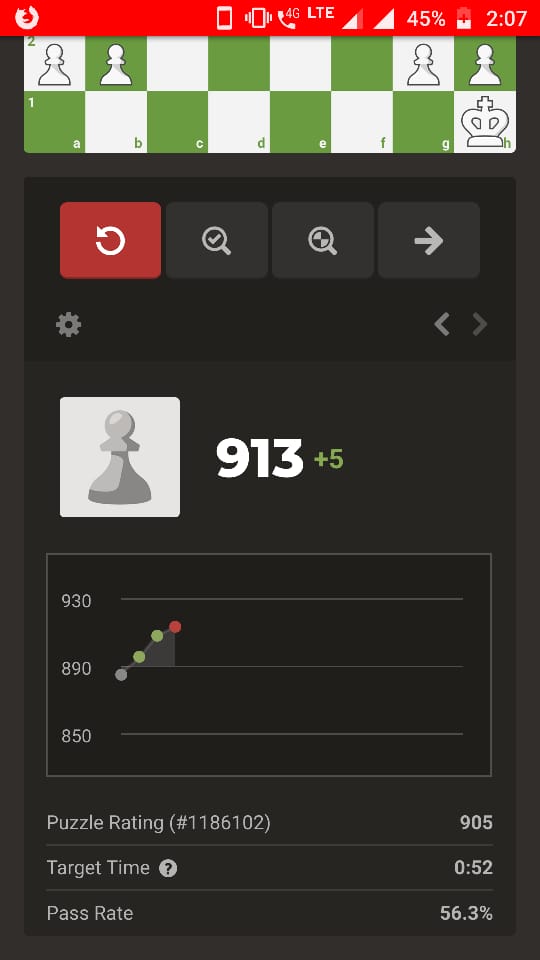 4G LTE 45% 2:07
2
1
a b c d e f g h
913 +5
930
890
850
Puzzle Rating (#1186102) 905
Target Time ? 0:52
Pass Rate 56.3%